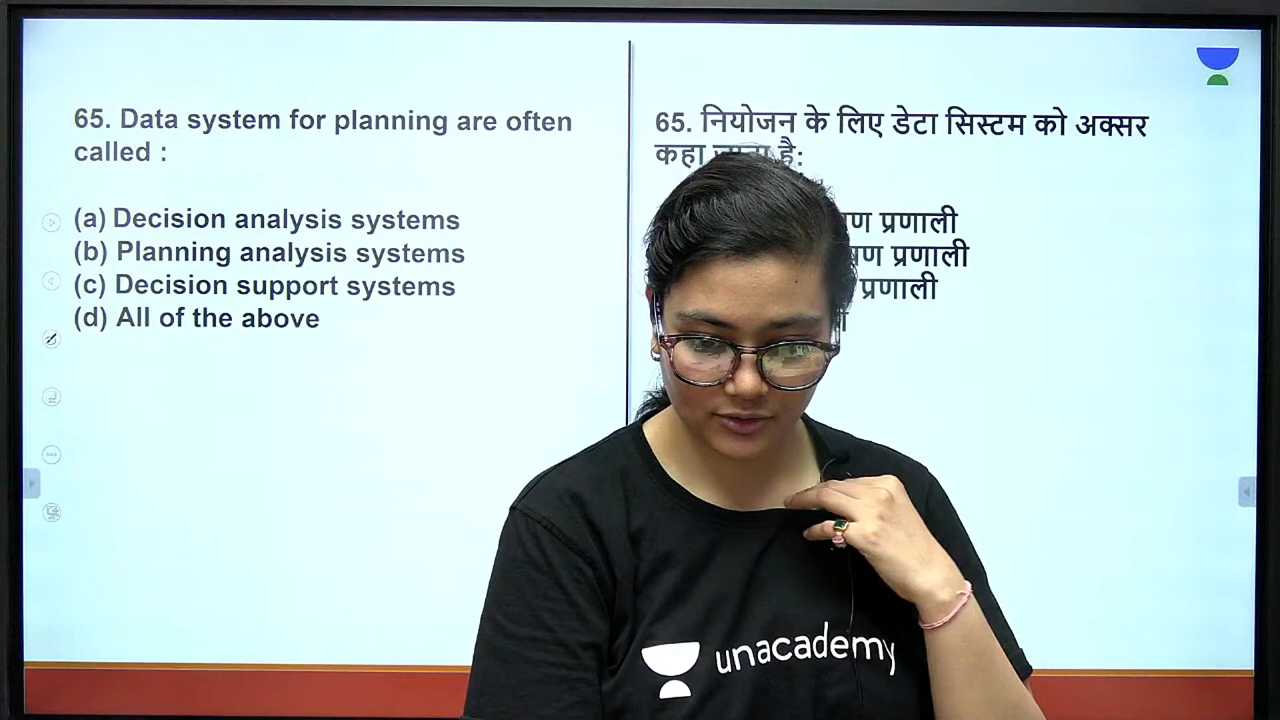 65. Data system for planning are often
called :
(a) Decision analysis systems
(b) Planning analysis systems
(c) Decision support systems
(d) All of the above
65. नियोजन के लिए डेटा सिस्टम को अक्सर
कहा है:
प्रणाली
प्रणाली
प्रणाली
unacademy